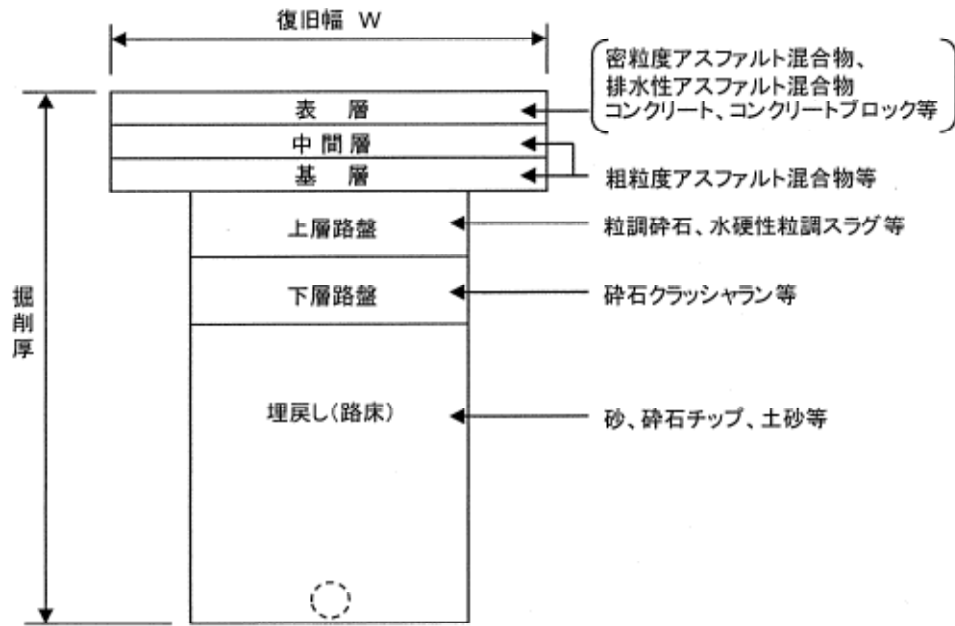 復旧幅 W
密粒度アスファルト混合物、
排水性アスファルト混合物
コンクリート、コンクリートブロック等
表 層
中間層
基 層
粗粒度アスファルト混合物等
上層路盤
粒調砕石、水硬性粒調スラグ等
下層路盤
砕石クラッシャラン等
掘削厚
埋戻し(路床)
砂、砕石チップ、土砂等